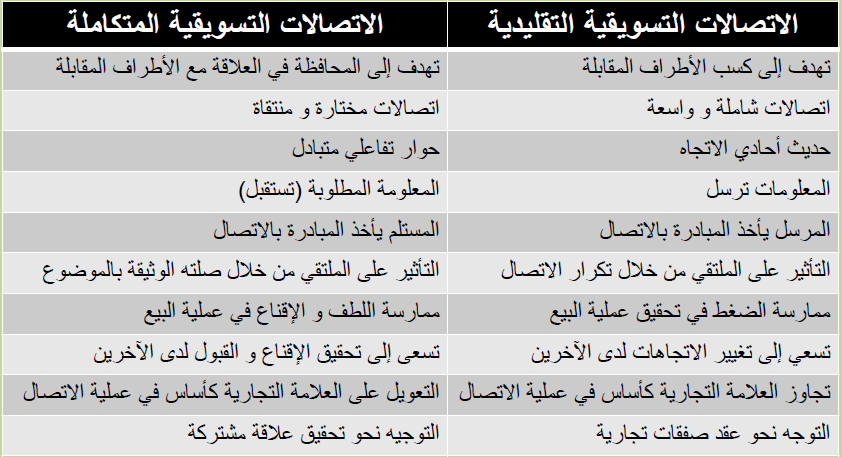 الاتصالات التسويقية التقليدية	الاتصالات التسويقية المتكاملة
تهدف إلى كسب الأطراف المقابلة	تهدف إلى المحافظة في العلاقة مع الأطراف المقابلة
اتصالات شاملة و واسعة	اتصالات مختارة و منتقاة
حديث أحادي الاتجاه	حوار تفاعلي متبادل
المعلومات ترسل	المعلومة المطلوبة (تستقبل)
المرسل يأخذ المبادرة بالاتصال	المستلم يأخذ المبادرة بالاتصال
التأثير على الملتقي من خلال تكرار الاتصال	التأثير على الملتقي من خلال صلته الوثيقة بالموضوع
ممارسة الضغط في تحقيق عملية البيع	ممارسة اللطف و الإقناع في عملية البيع
تسعي إلى تغيير الاتجاهات لدى الآخرين	تسعى إلى تحقيق الإقناع و القبول لدى الآخرين
تجاوز العلامة التجارية كأساس في عملية الاتصال	التعويل على العلامة التجارية كأساس في عملية الاتصال
التوجه نحو عقد صفقات تجارية	التوجيه نحو تحقيق علاقة مشتركة